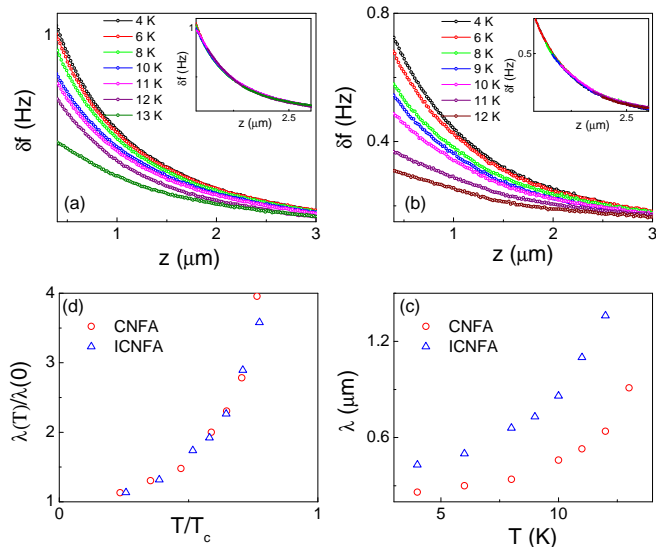 1
δf (Hz)
4 K
6 K
8 K
10 K
11 K
12 K
13 K
1
δf (Hz)
2.5
z (μm)
(a)
1
2
3
z (μm)
0.8
0.4
δf (Hz)
4 K
6 K
8 K
9 K
10 K
11 K
12 K
0.5
δf (Hz)
2.5
z (μm)
(b)
1
2
3
z (μm)
4
3
2
1
λ(T)/λ(0)
(d)
CNFA
ICNFA
0
1
T/Tc
1.2
0.6
λ (μm)
(c)
CNFA
ICNFA
5
10
T (K)